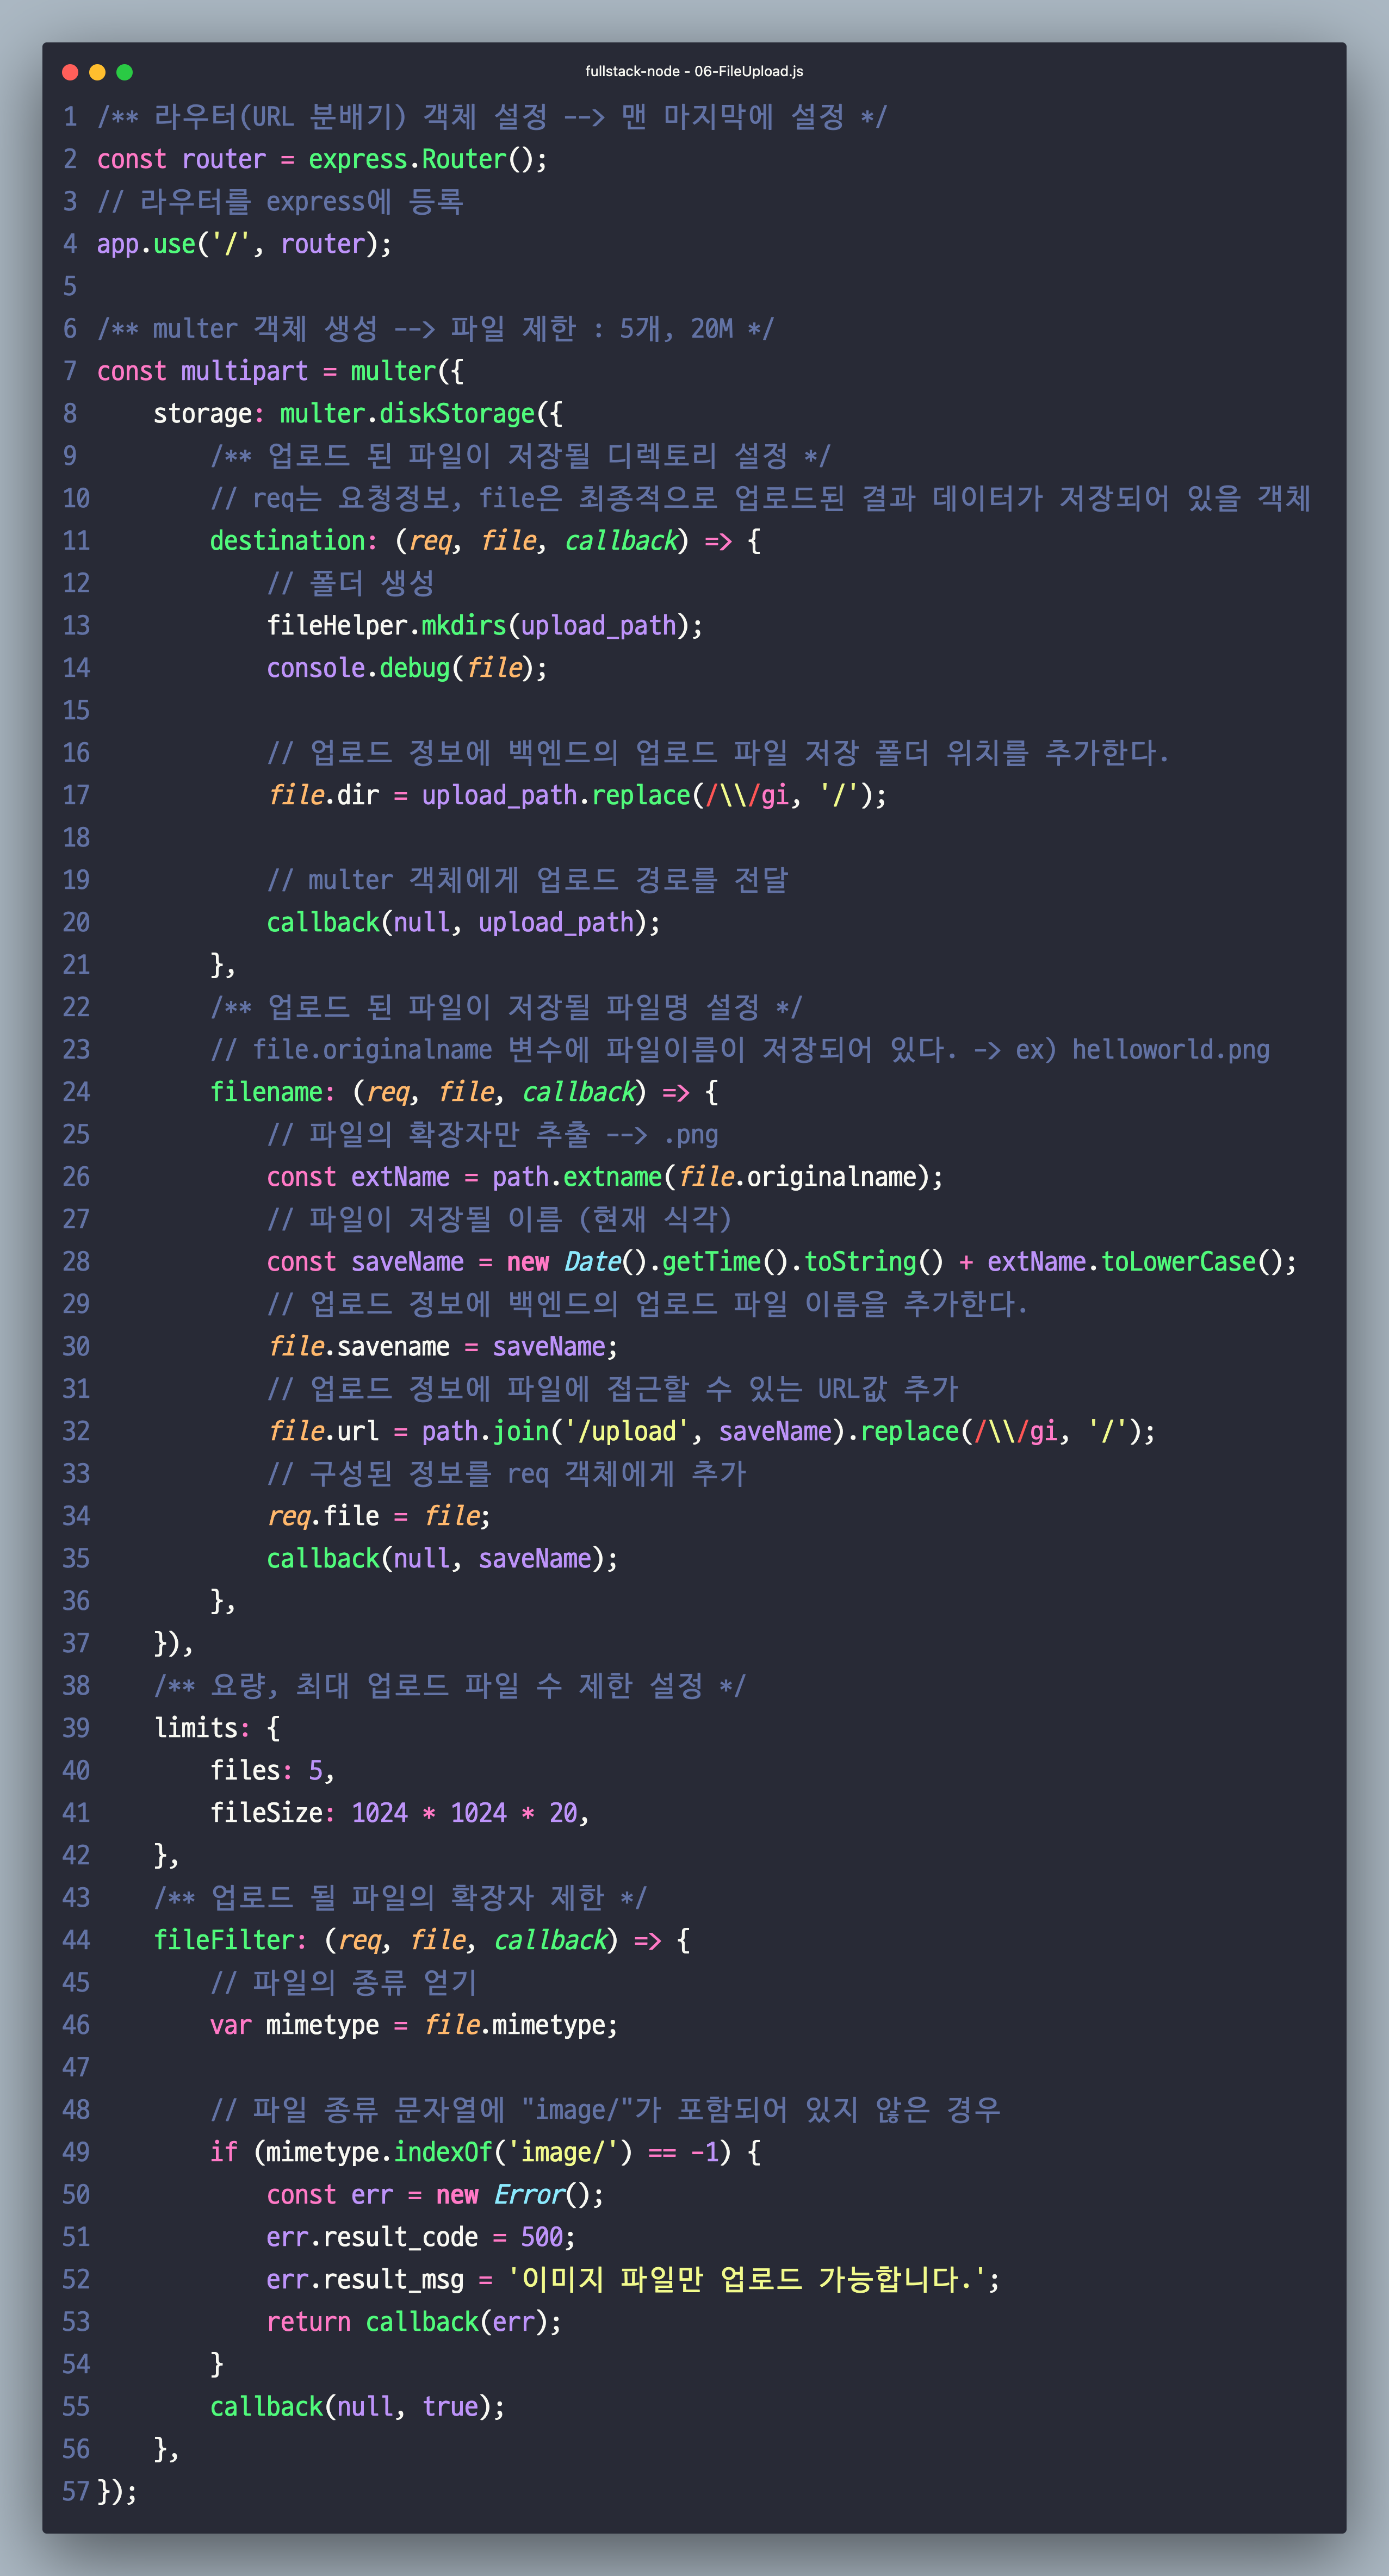 fullstack-node - 06-FileUpload.js
1 /** 라우터(URL 분배기) 객체 설정 --> 맨 마지막에 설정 */
2 const router = express.Router();
3 // 라우터를 express에 등록
4 app.use('/', router);
5
6 /** multer 객체 생성 --> 파일 제한 : 5개, 20M */
7 const multipart = multer({
8     storage: multer.diskStorage({
9         /** 업로드 된 파일이 저장될 디렉토리 설정 */
10         // req는 요청정보, file은 최종적으로 업로드된 결과 데이터가 저장되어 있을 객체
11         destination: (req, file, callback) => {
12             // 폴더 생성
13             fileHelper.mkdirs(upload_path);
14             console.debug(file);
15
16             // 업로드 정보에 백엔드의 업로드 파일 저장 폴더 위치를 추가한다.
17             file.dir = upload_path.replace(/\\/gi, '/');
18
19             // multer 객체에게 업로드 경로를 전달
20             callback(null, upload_path);
21         },
22         /** 업로드 된 파일이 저장될 파일명 설정 */
23         // file.originalname 변수에 파일이름이 저장되어 있다. -> ex) helloworld.png
24         filename: (req, file, callback) => {
25             // 파일의 확장자만 추출 --> .png
26             const extName = path.extname(file.originalname);
27             // 파일이 저장될 이름 (현재 식각)
28             const saveName = new Date().getTime().toString() + extName.toLowerCase();
29             // 업로드 정보에 백엔드의 업로드 파일 이름을 추가한다.
30             file.savename = saveName;
31             // 업로드 정보에 파일에 접근할 수 있는 URL값 추가
32             file.url = path.join('/upload', saveName).replace(/\\/gi, '/');
33             // 구성된 정보를 req 객체에게 추가
34             req.file = file;
35             callback(null, saveName);
36         },
37     }),
38     /** 요량, 최대 업로드 파일 수 제한 설정 */
39     limits: {
40         files: 5,
41         fileSize: 1024 * 1024 * 20,
42     },
43     /** 업로드 될 파일의 확장자 제한 */
44     fileFilter: (req, file, callback) => {
45         // 파일의 종류 얻기
46         var mimetype = file.mimetype;
47
48         // 파일 종류 문자열에 "image/"가 포함되어 있지 않은 경우
49         if (mimetype.indexOf('image/') == -1) {
50             const err = new Error();
51             err.result_code = 500;
52             err.result_msg = '이미지 파일만 업로드 가능합니다.';
53             return callback(err);
54         }
55         callback(null, true);
56     },
57 });